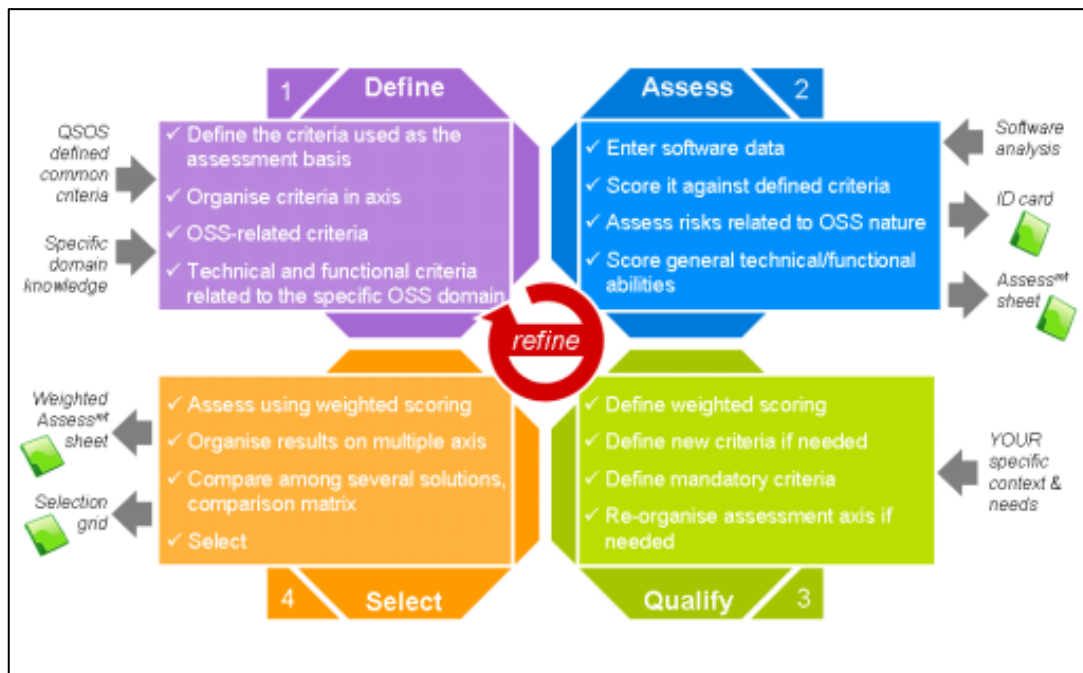 1
Define
QSOS
defined
common
criteria
Specific
domain
knowledge
✓ Define the criteria used as the
assessment basis
✓ Organise criteria in axis
✓ OSS-related criteria
✓ Technical and functional criteria
related to the specific OSS domain
Assess
2
✓ Enter software data
✓ Score it against defined criteria
✓ Assess risks related to OSS nature
✓ Score general technical/functional
abilities
Software
analysis
ID card
Assess
sheet
refine
Weighted
Assess
sheet
Selection
grid
✓ Assess using weighted scoring
✓ Organise results on multiple axis
✓ Compare among several solutions,
comparison matrix
✓ Select
4
Select
✓ Define weighted scoring
✓ Define new criteria if needed
✓ Define mandatory criteria
✓ Re-organise assessment axis if
needed
YOUR
specific
context &
needs
Qualify
3